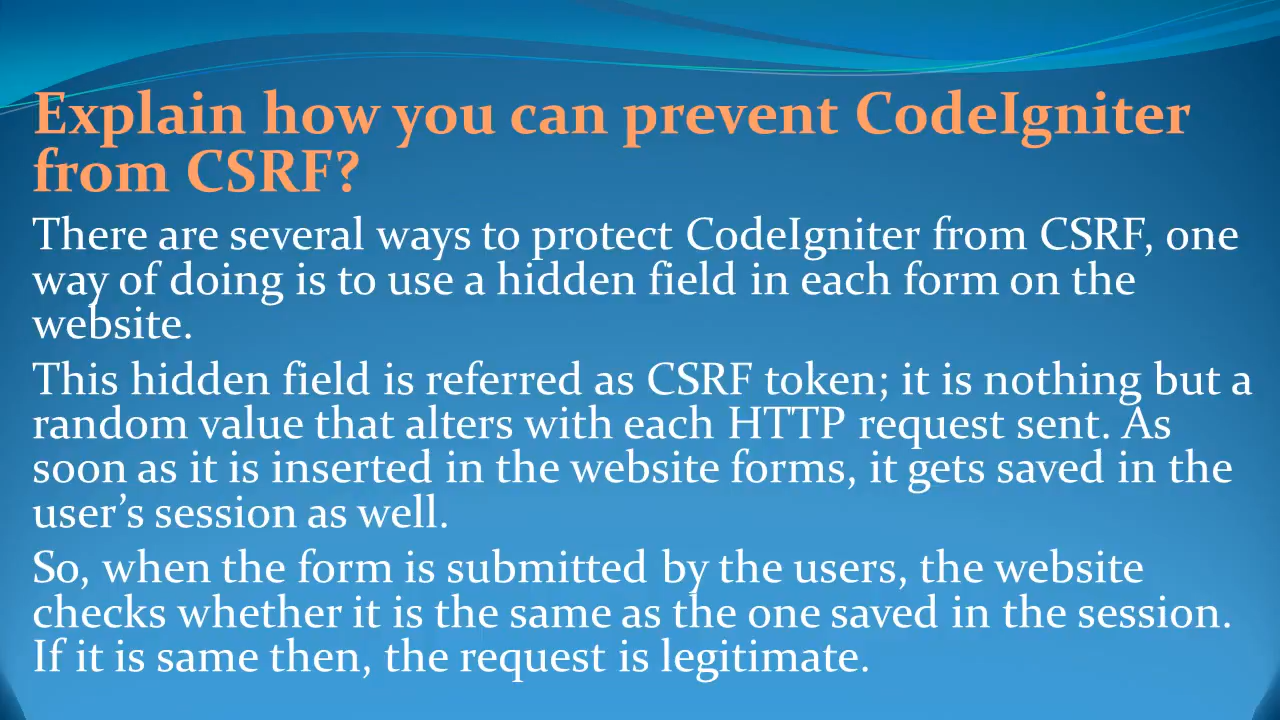 Explain how you can prevent CodeIgniter
from CSRF?
There are several ways to protect CodeIgniter from CSRF, one
way of doing is to use a hidden field in each form on the
website.
This hidden field is referred as CSRF token; it is nothing but a
random value that alters with each HTTP request sent. As
soon as it is inserted in the website forms, it gets saved in the
user’s session as well.
So, when the form is submitted by the users, the website
checks whether it is the same as the one saved in the session.
If it is same then, the request is legitimate.